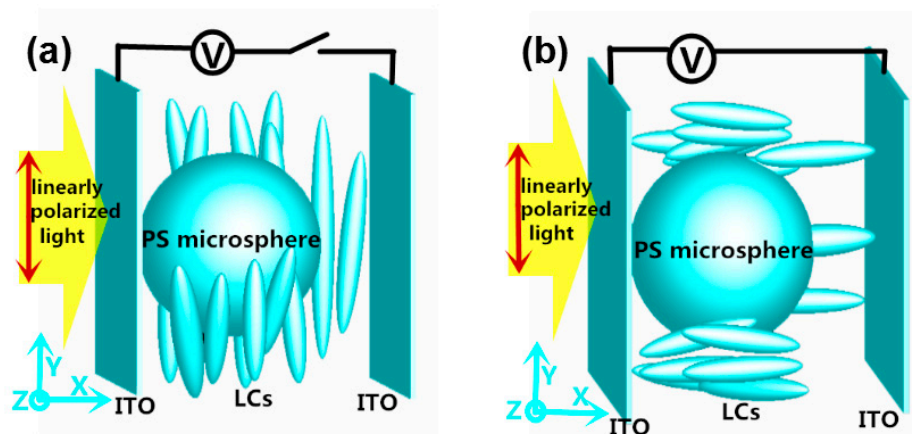 (a)
V
linearly
polarized
light
PS microsphere
Y
Z
X
ITO
LCs
ITO
(b)
V
linearly
polarized
light
PS microsphere
Y
Z
X
ITO
LCs
ITO